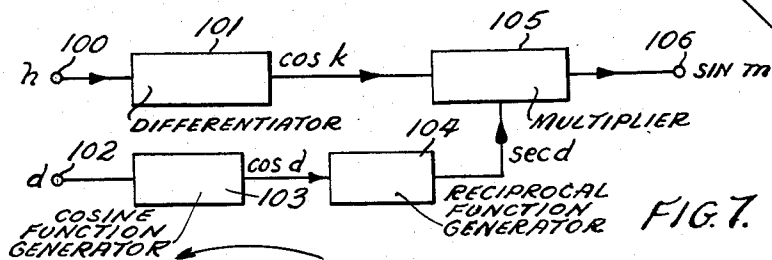 101
105
100
h
cos k
106
SIN m
DIFFERENTIATOR
MULTIPLIER
102
104
d
cos d
sec d
103
COSINE
FUNCTION
GENERATOR
RECIPROCAL
FUNCTION
GENERATOR
FIG. 7.